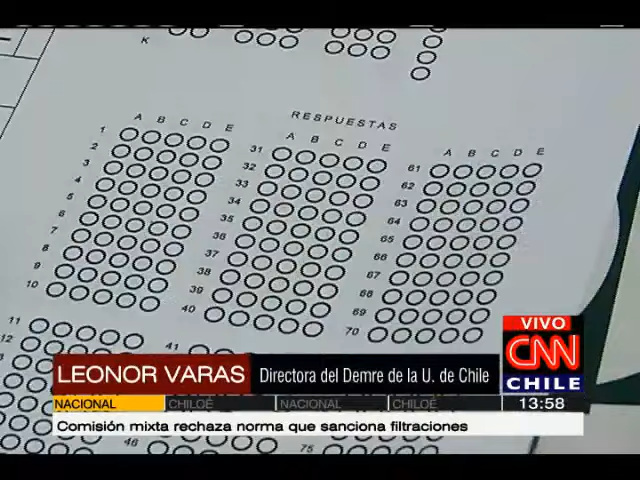 K
RESPUESTAS
A B C D E
A B C D E
A B C D E
1 31 61
2 32 62
3 33 63
4 34 64
5 35 65
6 36 66
7 37 67
8 38 68
9 39 69
10 40 70
11 41
12
46 75
VIVO
CNN
CHILE
LEONOR VARAS
Directora del Demre de la U. de Chile
NACIONAL CHILOÉ NACIONAL CHILOÉ 13:58
Comisión mixta rechaza norma que sanciona filtraciones